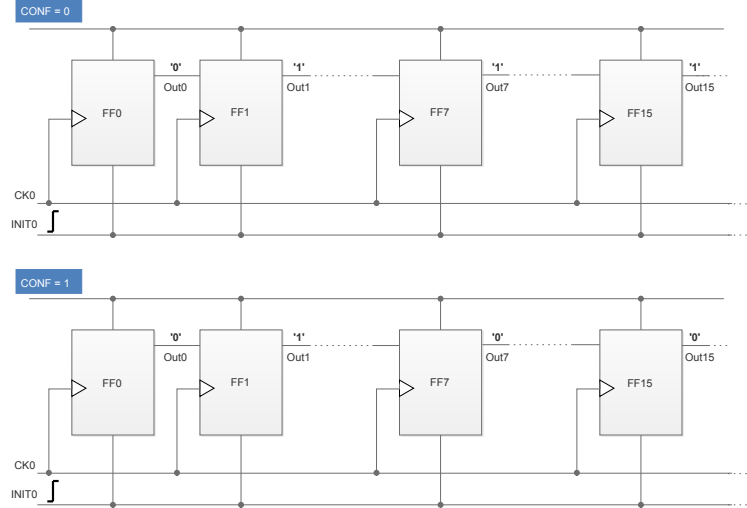 CONF = 0
'0' '1' '1' '1'
Out0 Out1 Out7 Out15
FF0 FF1 FF7 FF15
CK0
INIT0
CONF = 1
'0' '1' '0' '0'
Out0 Out1 Out7 Out15
FF0 FF1 FF7 FF15
CK0
INIT0